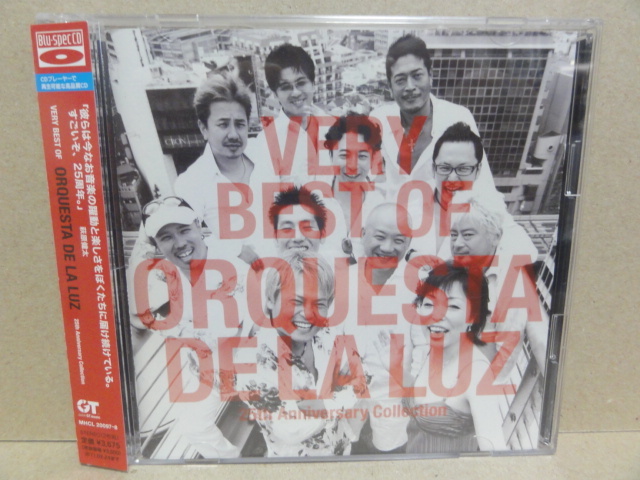 Blu-spec CD
CDプレーヤーで
再生可能な高品質CD
「彼らは今なお音楽の躍動と楽しさをぼくたちに届け続けている。
すごいぞ、25周年。」
VERY BEST OF ORQUESTA DE LA LUZ 25th Anniversary Collection
GT
MHCL 20097~8
VERY
BEST OF
ORQUESTA
DE LA LUZ
25th Anniversary Collection